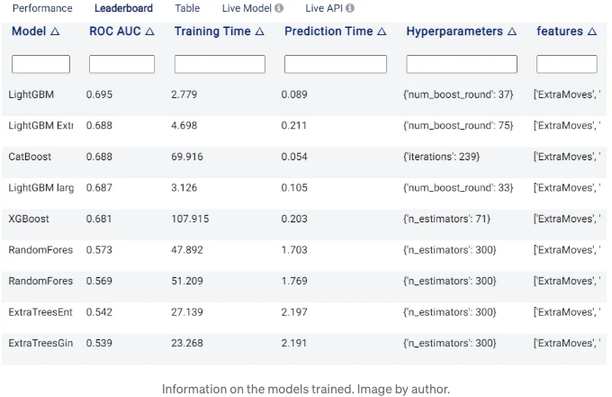 Performance Leaderboard Table Live Model Live API
Model ROC AUC Training Time Prediction Time Hyperparameters features
LightGBM 0.695 2.779 0.089 {'num_boost_round': 37} ['ExtraMoves', '
LightGBM Extr 0.688 4.698 0.211 {'num_boost_round': 75} ['ExtraMoves', '
CatBoost 0.688 69.916 0.054 {'iterations': 239} ['ExtraMoves', '
LightGBM larg 0.687 3.126 0.105 {'num_boost_round': 33} ['ExtraMoves', '
XGBoost 0.681 107.915 0.203 {'n_estimators': 71} ['ExtraMoves', '
RandomFores 0.573 47.892 1.703 {'n_estimators': 300} ['ExtraMoves', '
RandomFores 0.569 51.209 1.769 {'n_estimators': 300} ['ExtraMoves', '
ExtraTreesEnt 0.542 27.139 2.197 {'n_estimators': 300} ['ExtraMoves', '
ExtraTreesGin 0.539 23.268 2.191 {'n_estimators': 300} ['ExtraMoves', '
Information on the models trained. Image by author.